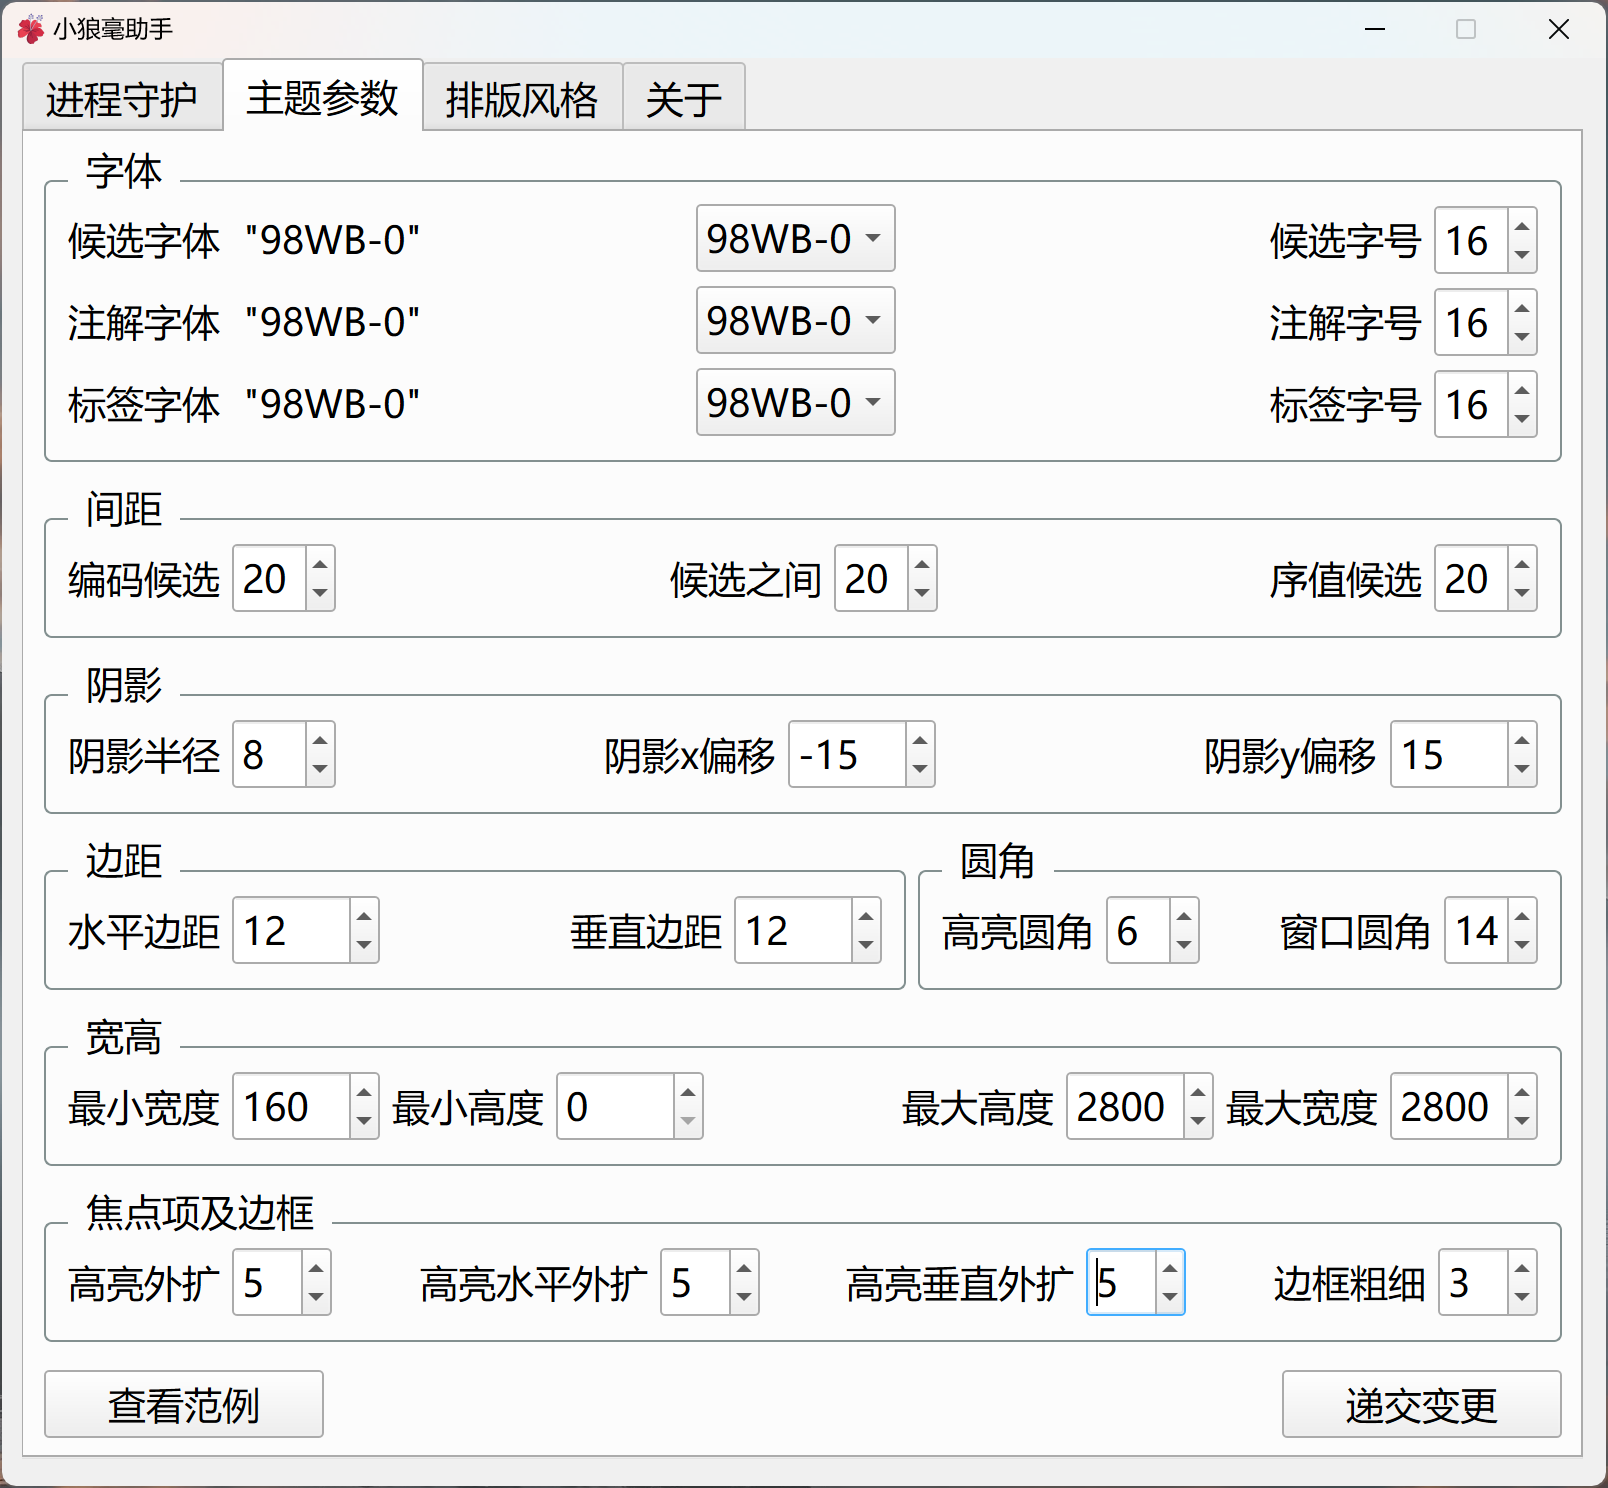 小狼毫助手
进程守护 主题参数 排版风格 关于
字体
候选字体 "98WB-0" 98WB-0 候选字号 16
注解字体 "98WB-0" 98WB-0 注解字号 16
标签字体 "98WB-0" 98WB-0 标签字号 16
间距
编码候选 20 候选之间 20 序值候选 20
阴影
阴影半径 8 阴影x偏移 -15 阴影y偏移 15
边距 圆角
水平边距 12 垂直边距 12 高亮圆角 6 窗口圆角 14
宽高
最小宽度 160 最小高度 0 最大高度 2800 最大宽度 2800
焦点项及边框
高亮外扩 5 高亮水平外扩 5 高亮垂直外扩 5 边框粗细 3
查看范例 递交变更